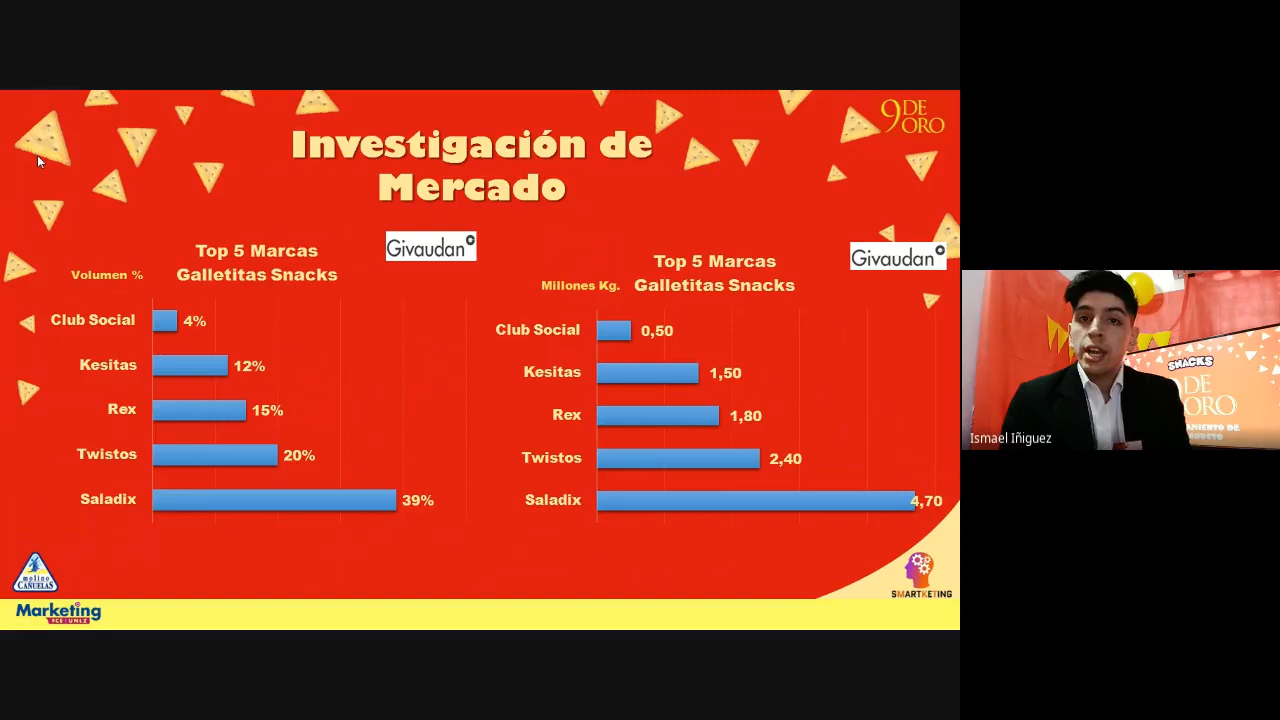 9 DE ORO
Investigación de
Mercado
Top 5 Marcas
Galletitas Snacks
Givaudan
Volumen %
Club Social 4%
Kesitas 12%
Rex 15%
Twistos 20%
Saladix 39%
Top 5 Marcas
Millones Kg. Galletitas Snacks
Givaudan
Club Social 0,50
Kesitas 1,50
Rex 1,80
Twistos 2,40
Saladix 4,70
molino
CAÑUELAS
Marketing
FCE UNLZ
SMARTKETING
SNACKS
DE
ORO
Ismael Iñiguez